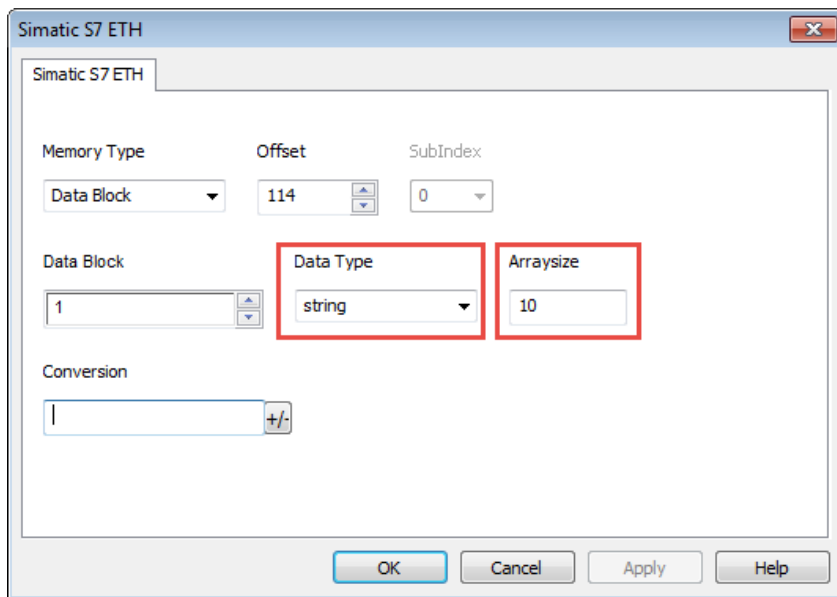 Simatic S7 ETH
Simatic S7 ETH
Memory Type Offset SubIndex
Data Block 114 0
Data Block Data Type Arraysize
1 string 10
Conversion
+/-
OK Cancel Apply Help